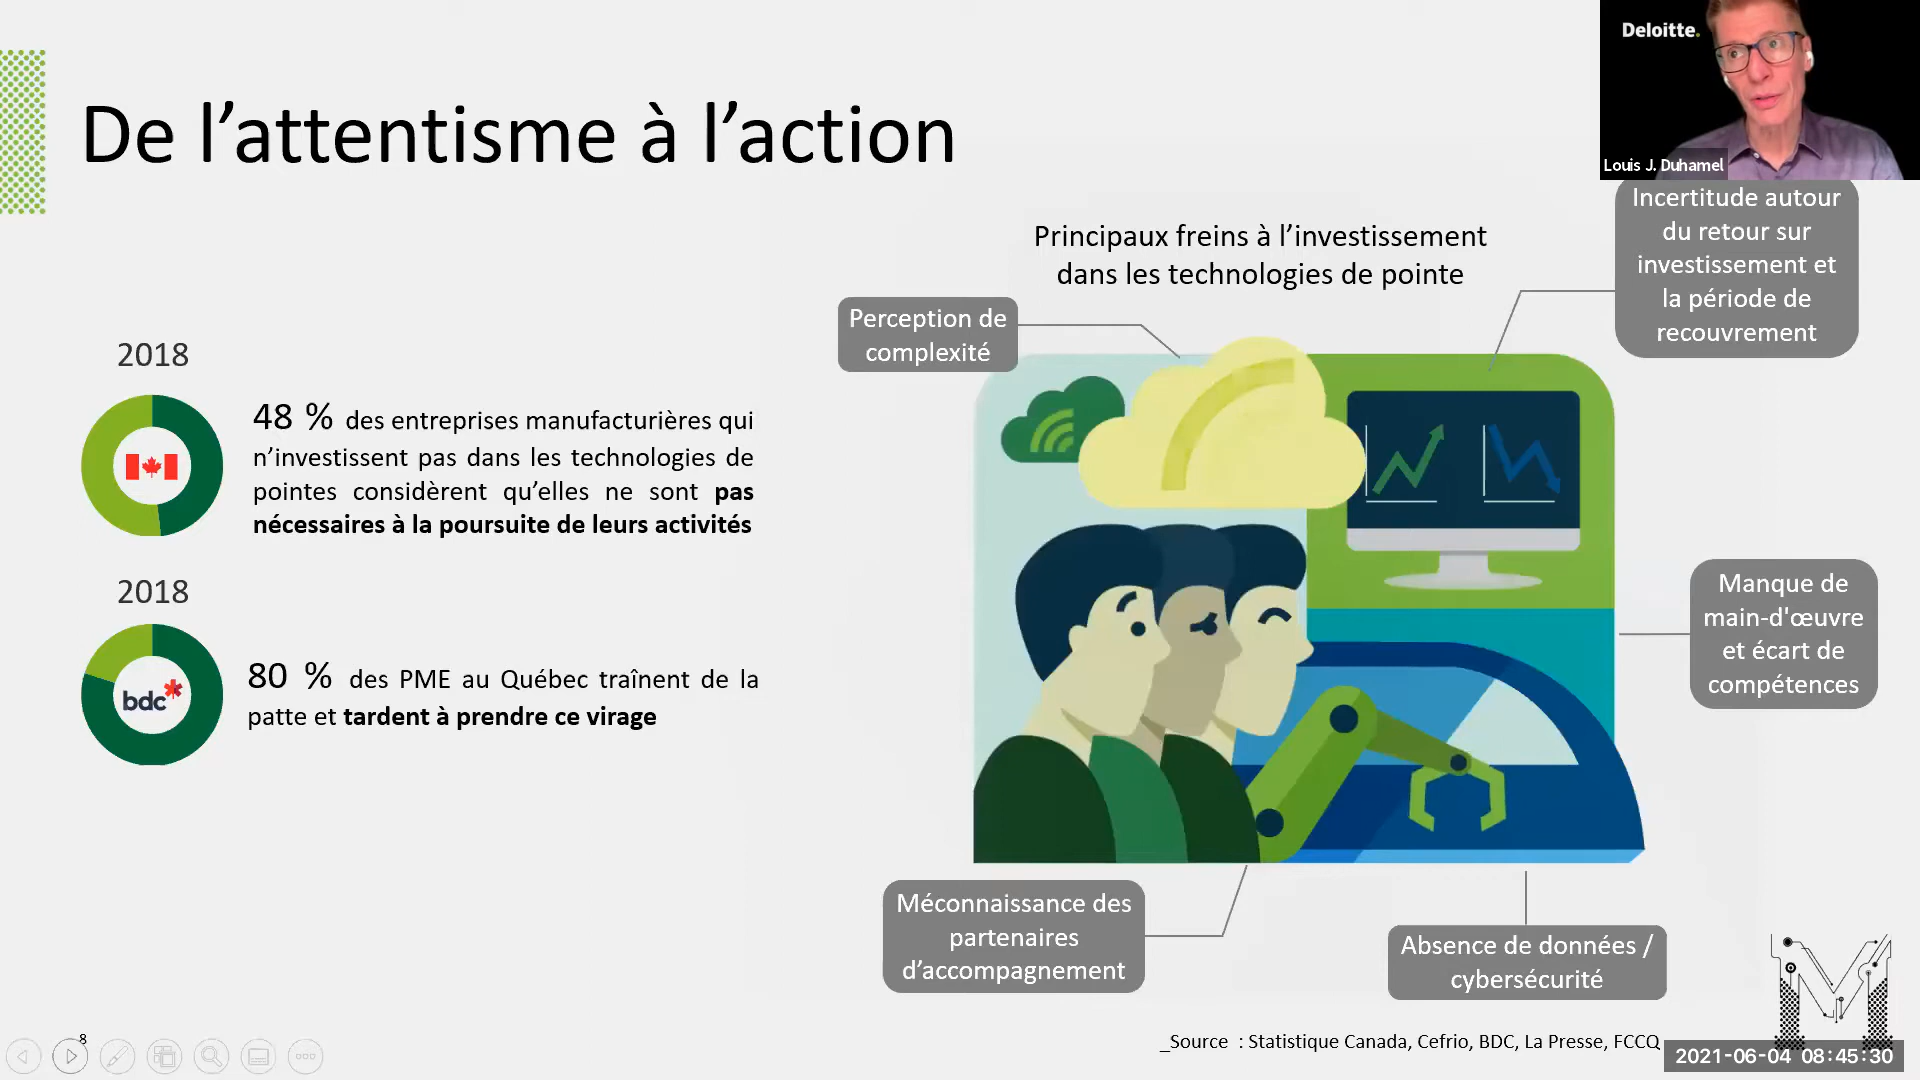 Deloitte.
Louis J. Duhamel
De l’attentisme à l’action
Principaux freins à l’investissement
dans les technologies de pointe
Perception de
complexité
Incertitude autour
du retour sur
investissement et
la période de
recouvrement
2018
48 % des entreprises manufacturières qui
n’investissent pas dans les technologies de
pointes considèrent qu’elles ne sont pas
nécessaires à la poursuite de leurs activités
2018
bdc*
80 % des PME au Québec traînent de la
patte et tardent à prendre ce virage
Manque de
main-d'œuvre
et écart de
compétences
Méconnaissance des
partenaires
d’accompagnement
Absence de données /
cybersécurité
8
_Source : Statistique Canada, Cefrio, BDC, La Presse, FCCQ
2021-06-04 08:45:30